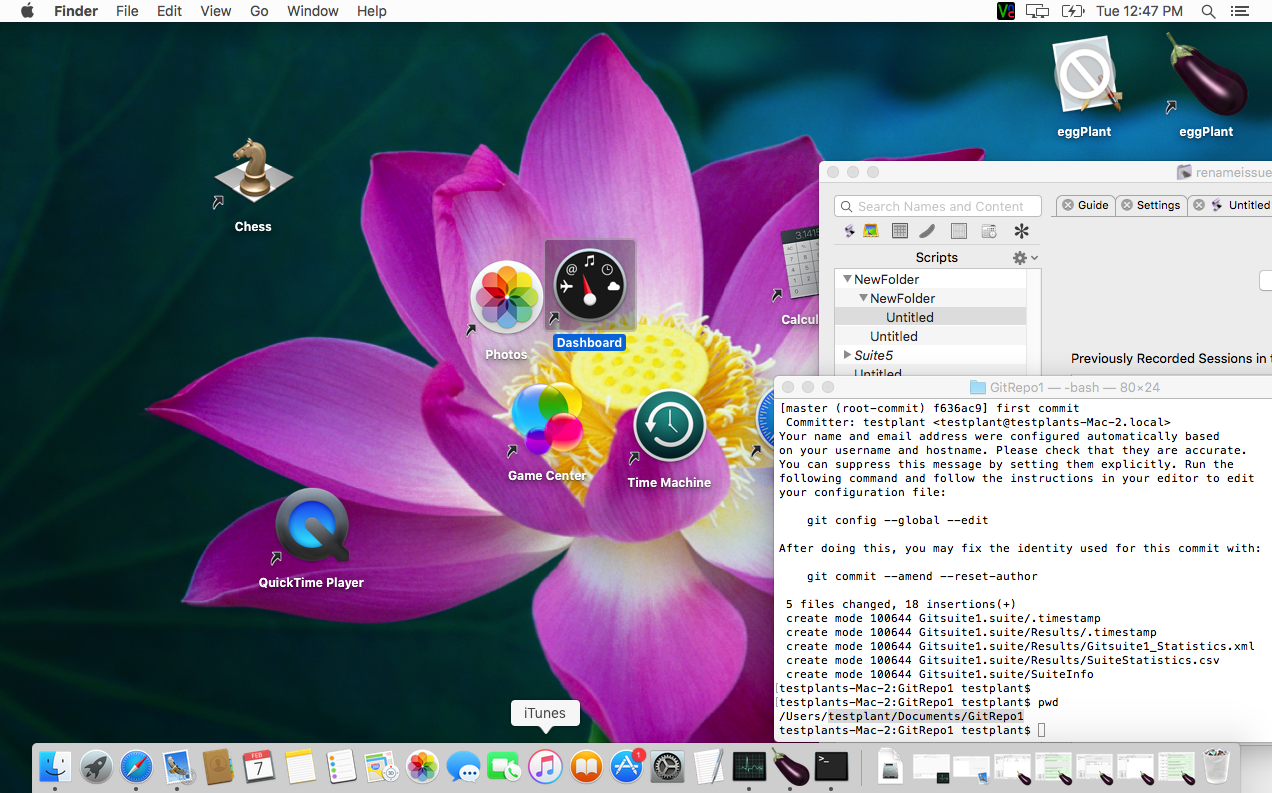 Finder File Edit View Go Window Help
Tue 12:47 PM
eggPlant
eggPlant
Chess
Photos
Dashboard
Game Center
Time Machine
QuickTime Player
3.1415
renameissue
Search Names and Content
Guide
Settings
Untitled
Scripts
NewFolder
NewFolder
Untitled
Untitled
Suite5
Untitled
Previously Recorded Sessions in
GitRepo1 — -bash — 80×24
[master (root-commit) f636ac9] first commit
Committer: testplant <testplant@testplants-Mac-2.local>
Your name and email address were configured automatically based
on your username and hostname. Please check that they are accurate.
You can suppress this message by setting them explicitly. Run the
following command and follow the instructions in your editor to edit
your configuration file:
git config --global --edit
After doing this, you may fix the identity used for this commit with:
git commit --amend --reset-author
5 files changed, 18 insertions(+)
create mode 100644 Gitsuite1.suite/.timestamp
create mode 100644 Gitsuite1.suite/Results/.timestamp
create mode 100644 Gitsuite1.suite/Results/Gitsuite1_Statistics.xml
create mode 100644 Gitsuite1.suite/Results/SuiteStatistics.csv
create mode 100644 Gitsuite1.suite/SuiteInfo
testplants-Mac-2:GitRepo1 testplant$
testplants-Mac-2:GitRepo1 testplant$ pwd
/Users/testplant/Documents/GitRepo1
testplants-Mac-2:GitRepo1 testplant$
iTunes
FEB
7
1